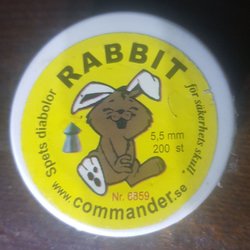 RABBIT
Spets diabolor
för säkerhets skull
5,5 mm
200 st
Nr. 6359
www.commander.se